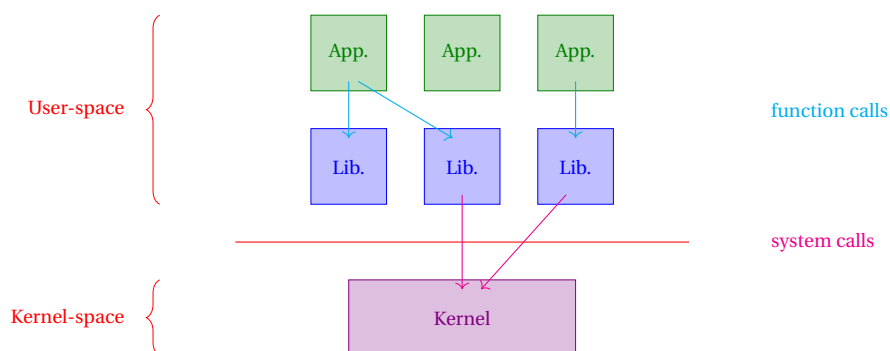 App.
App.
App.
User-space
function calls
Lib.
Lib.
Lib.
system calls
Kernel-space
Kernel